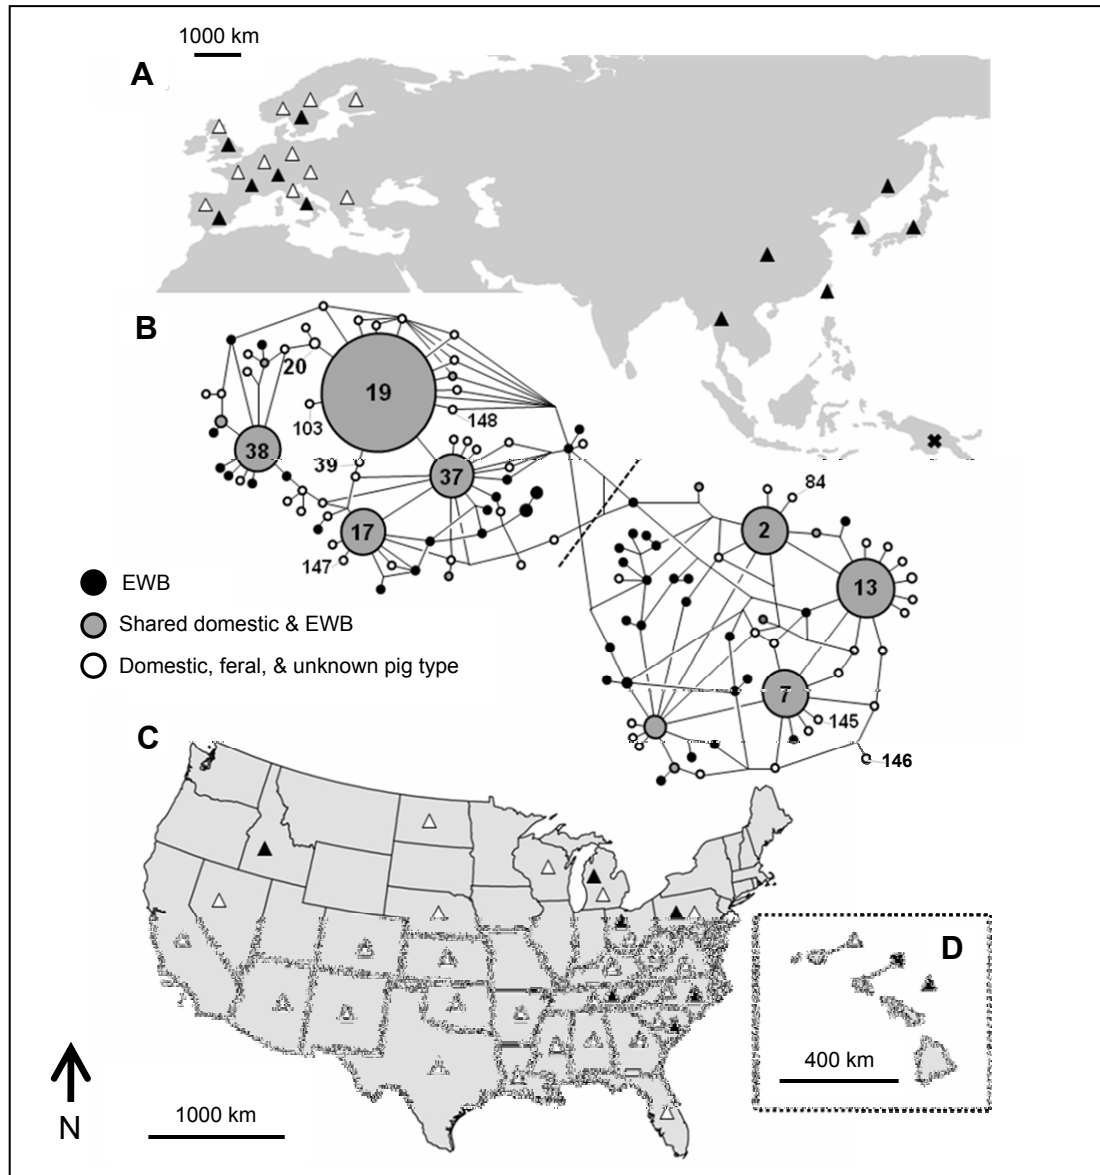 1000 km
A
B
20
19
103
148
38
39
37
17
147
84
2
13
7
145
146
EWB
Shared domestic & EWB
Domestic, feral, & unknown pig type
C
D
400 km
N
1000 km